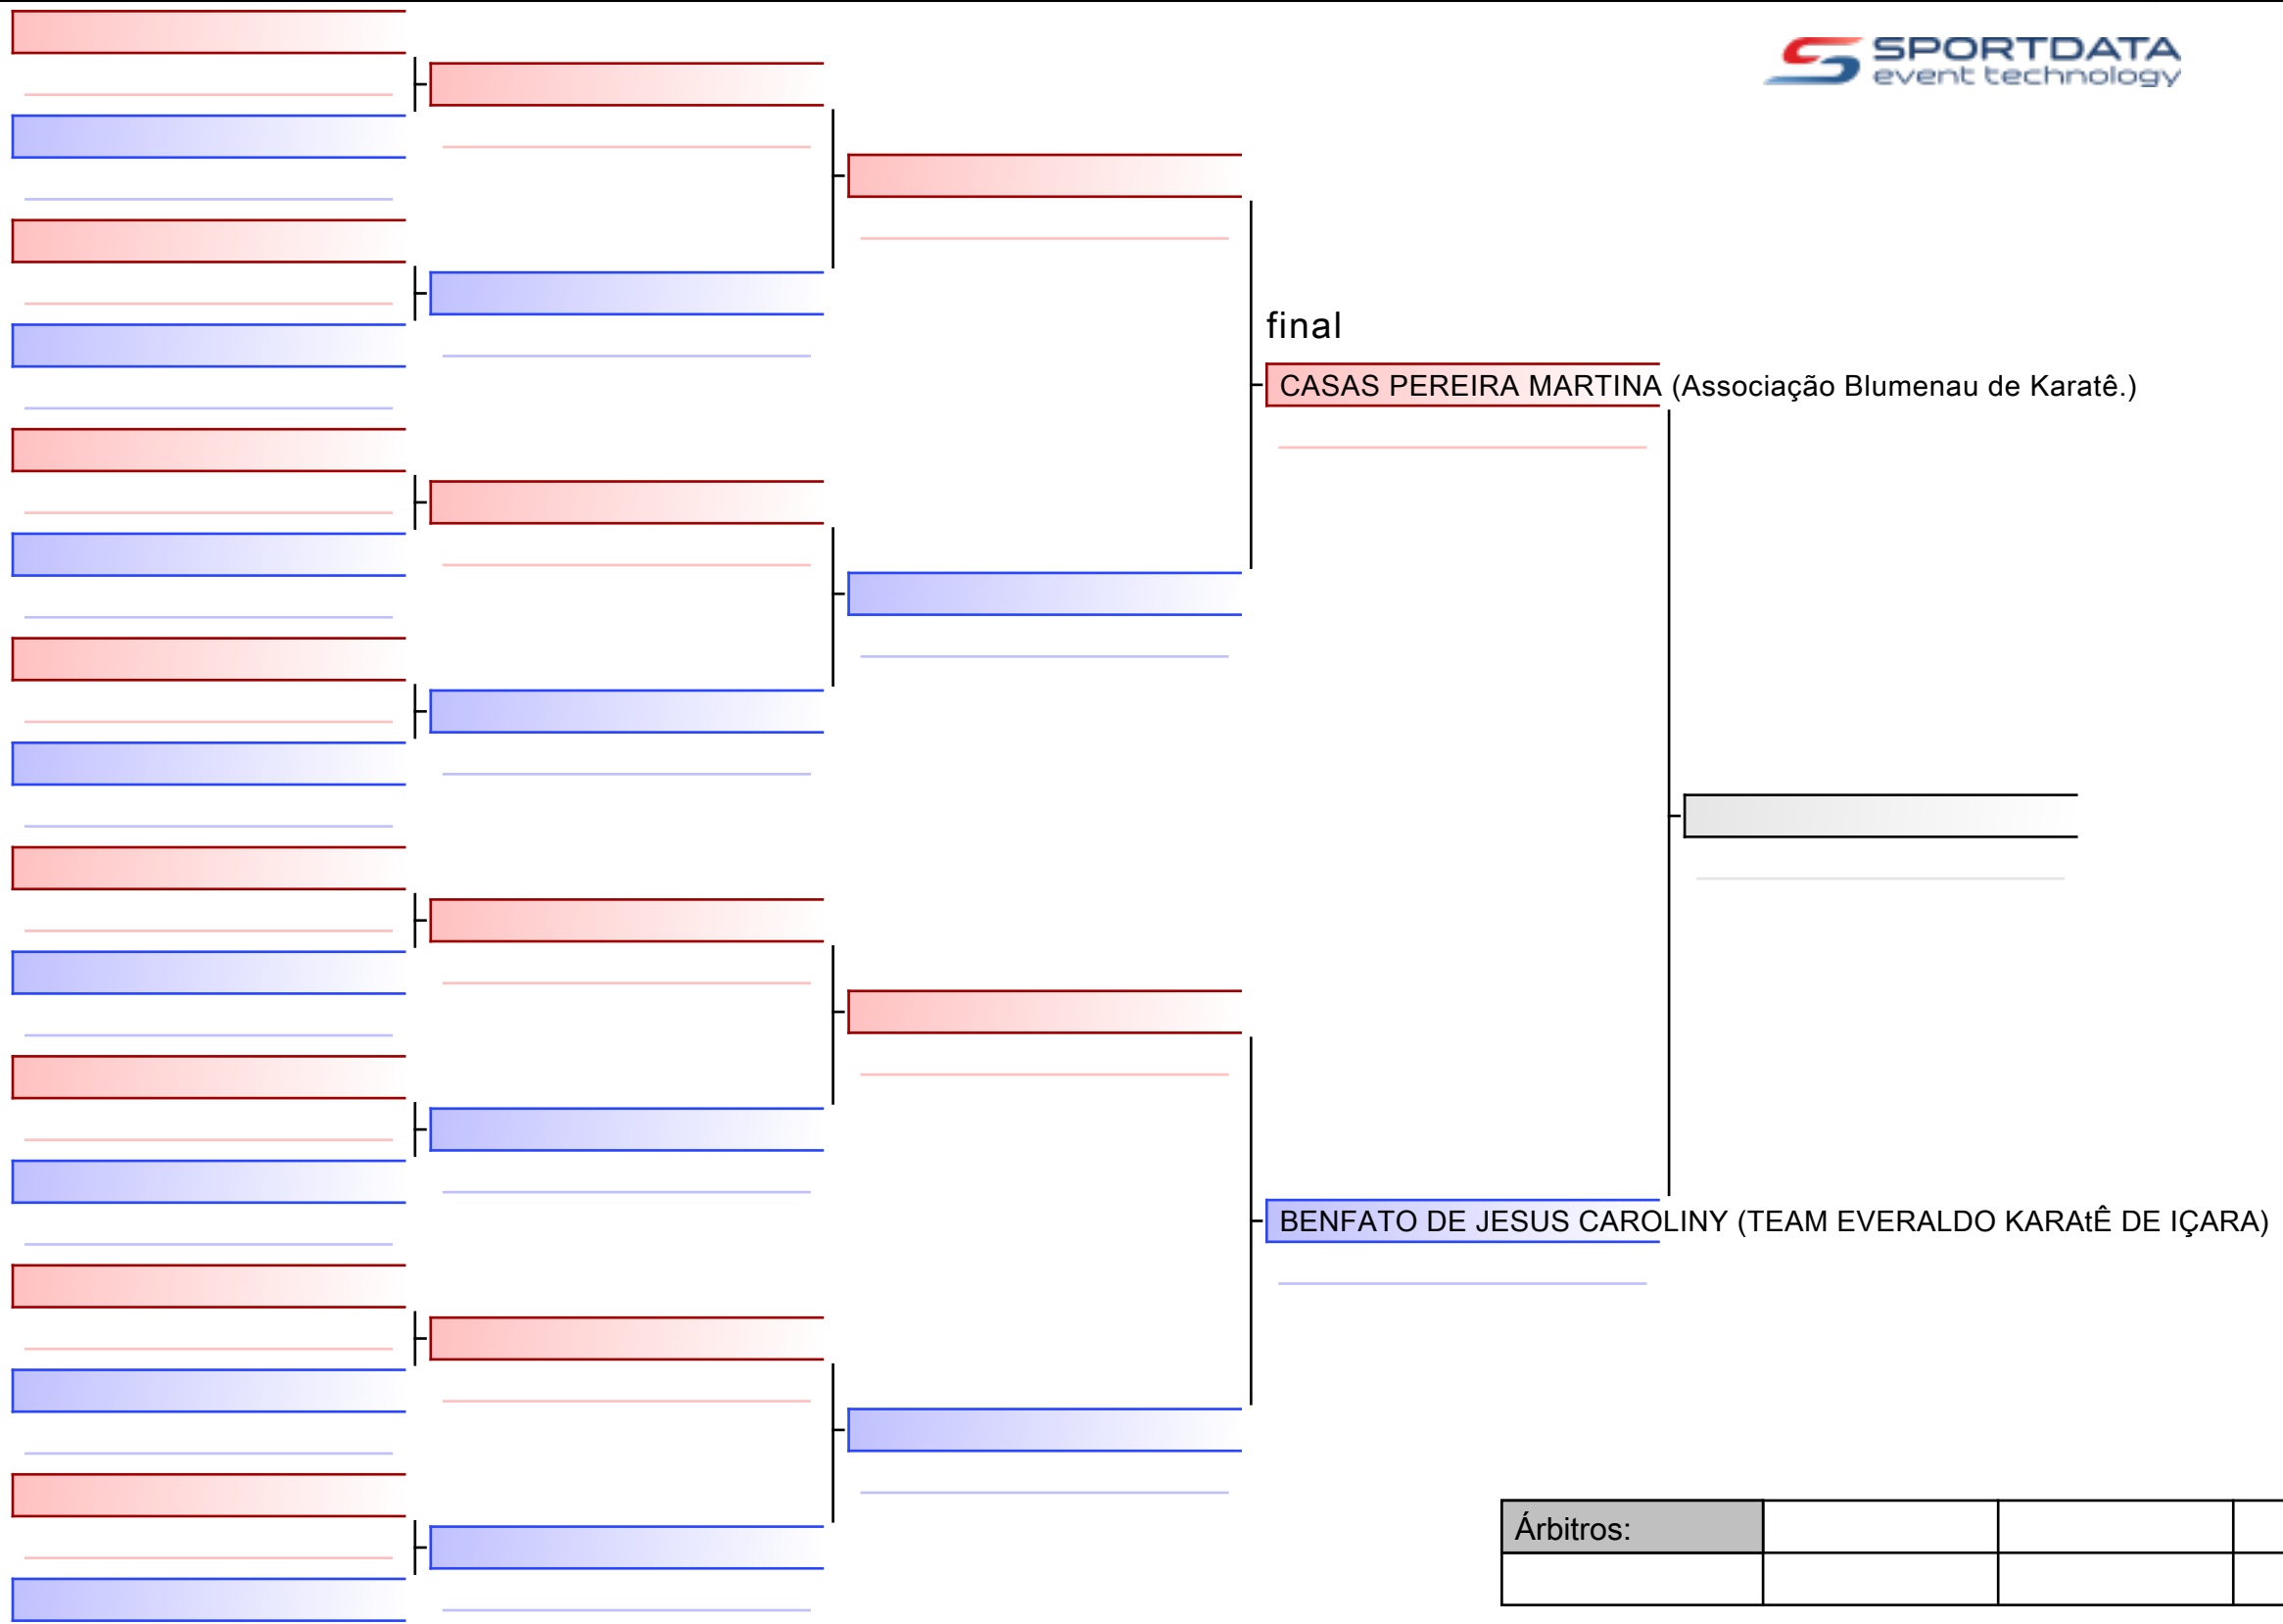 SPORTDATA
event technology
final
CASAS PEREIRA MARTINA (Associação Blumenau de Karatê.)
BENFATO DE JESUS CAROLINY (TEAM EVERALDO KARAtÊ DE IÇARA)
Árbitros: